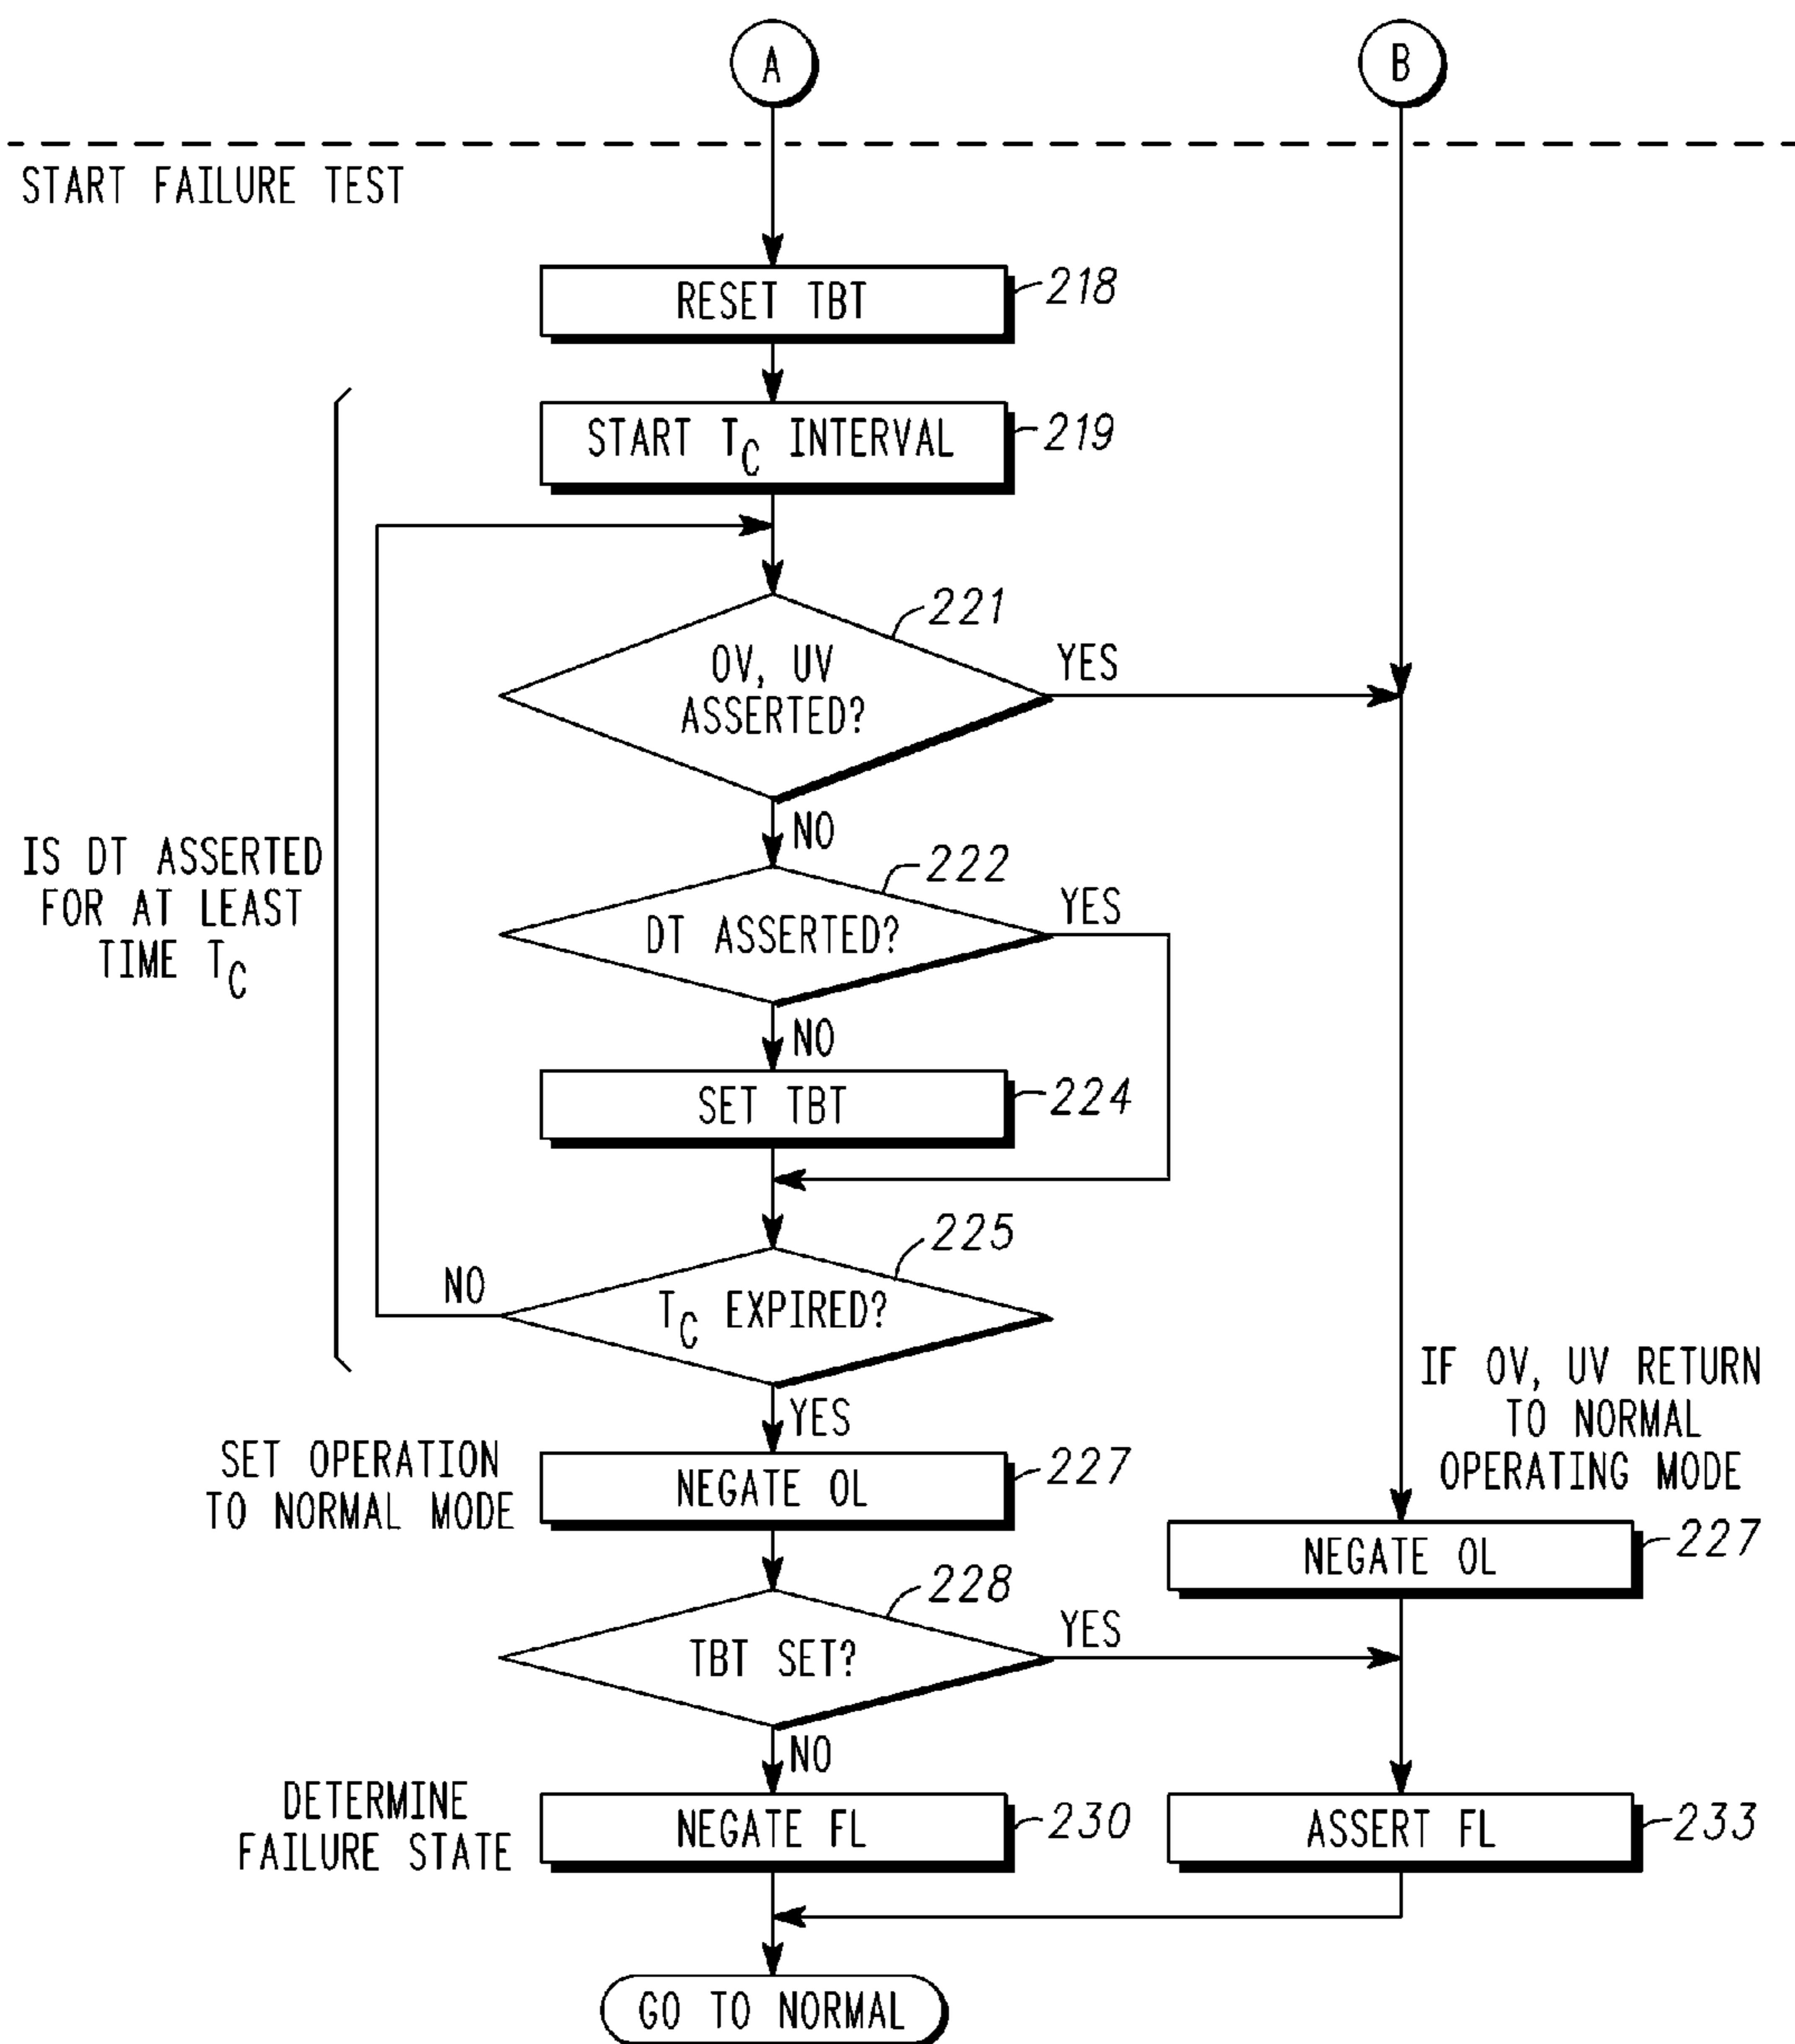 A
B
START FAILURE TEST
RESET TBT
218
START TC INTERVAL
219
221
OV, UV
ASSERTED?
YES
NO
IS DT ASSERTED
FOR AT LEAST
TIME TC
222
DT ASSERTED?
YES
NO
SET TBT
224
225
TC EXPIRED?
NO
YES
IF OV, UV RETURN
TO NORMAL
OPERATING MODE
SET OPERATION
TO NORMAL MODE
NEGATE OL
227
NEGATE OL
227
228
TBT SET?
YES
NO
DETERMINE
FAILURE STATE
NEGATE FL
230
ASSERT FL
233
GO TO NORMAL